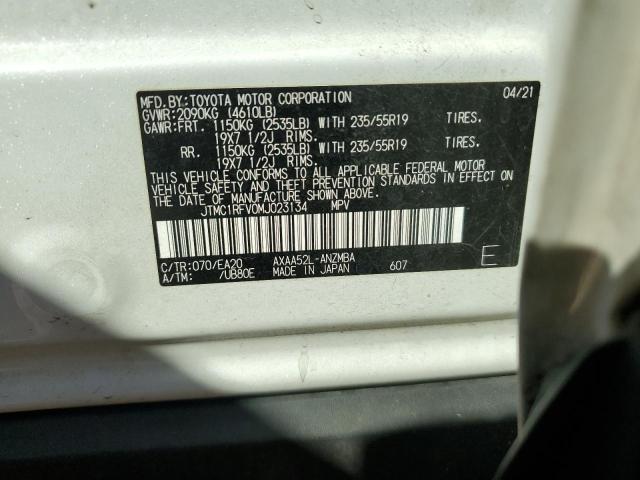 MFD.BY:TOYOTA MOTOR CORPORATION 04/21
GVWR:2090KG (4610LB)
GAWR:FRT. 1150KG (2535LB) WITH 235/55R19 TIRES.
19X7 1/2J RIMS.
RR. 1150KG (2535LB) WITH 235/55R19 TIRES.
19X7 1/2J RIMS.
THIS VEHICLE CONFORMS TO ALL APPLICABLE FEDERAL MOTOR
VEHICLE SAFETY AND THEFT PREVENTION STANDARDS IN EFFECT ON
THE DATE OF MANUFACTURE SHOWN ABOVE.
JTMC1RFV0MJ023134 MPV
C/TR:070/EA20 AXAA52L-ANZMBA E
A/TM: /UB80E MADE IN JAPAN 607